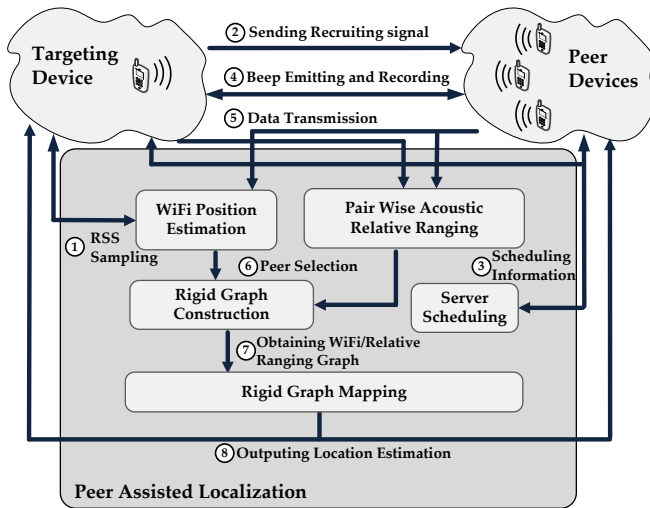 ② Sending Recruiting signal
Targeting
Device
Peer
Devices
④ Beep Emitting and Recording
⑤ Data Transmission
WiFi Position
Estimation
Pair Wise Acoustic
Relative Ranging
① RSS
Sampling
⑥ Peer Selection
③ Scheduling
Information
Rigid Graph
Construction
Server
Scheduling
⑦ Obtaining WiFi/Relative
Ranging Graph
Rigid Graph Mapping
⑧ Outputing Location Estimation
Peer Assisted Localization